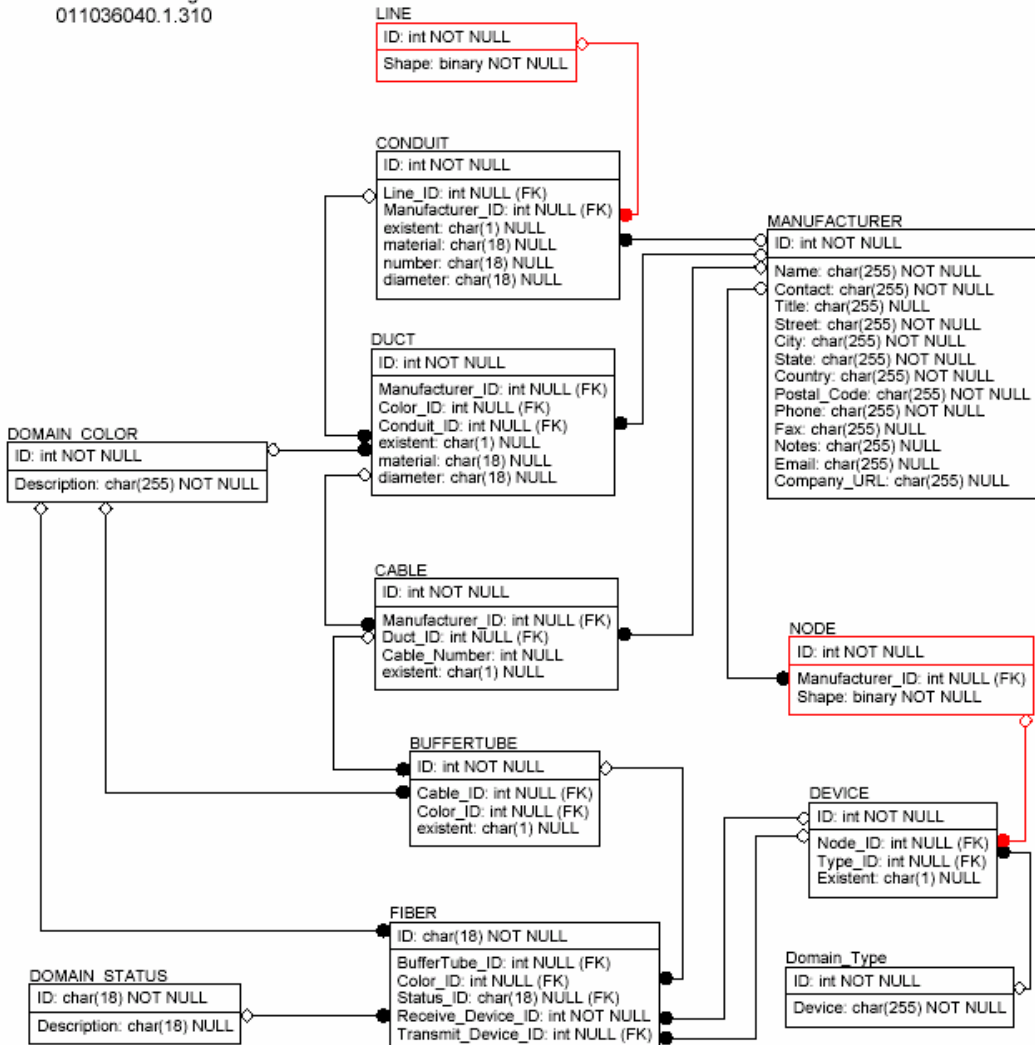 011036040.1.310
LINE
ID: int NOT NULL
Shape: binary NOT NULL
CONDUIT
ID: int NOT NULL
Line_ID: int NULL (FK)
Manufacturer_ID: int NULL (FK)
existent: char(1) NULL
material: char(18) NULL
number: char(18) NULL
diameter: char(18) NULL
MANUFACTURER
ID: int NOT NULL
Name: char(255) NOT NULL
Contact: char(255) NOT NULL
Title: char(255) NULL
Street: char(255) NOT NULL
City: char(255) NOT NULL
State: char(255) NOT NULL
Country: char(255) NOT NULL
Postal_Code: char(255) NOT NULL
Phone: char(255) NOT NULL
Fax: char(255) NULL
Notes: char(255) NULL
Email: char(255) NULL
Company_URL: char(255) NULL
DUCT
ID: int NOT NULL
Manufacturer_ID: int NULL (FK)
Color_ID: int NULL (FK)
Conduit_ID: int NULL (FK)
existent: char(1) NULL
material: char(18) NULL
diameter: char(18) NULL
DOMAIN_COLOR
ID: int NOT NULL
Description: char(255) NOT NULL
CABLE
ID: int NOT NULL
Manufacturer_ID: int NULL (FK)
Duct_ID: int NULL (FK)
Cable_Number: int NULL
existent: char(1) NULL
NODE
ID: int NOT NULL
Manufacturer_ID: int NULL (FK)
Shape: binary NOT NULL
BUFFERTUBE
ID: int NOT NULL
Cable_ID: int NULL (FK)
Color_ID: int NULL (FK)
existent: char(1) NULL
DEVICE
ID: int NOT NULL
Node_ID: int NULL (FK)
Type_ID: int NULL (FK)
Existent: char(1) NULL
FIBER
ID: char(18) NOT NULL
BufferTube_ID: int NULL (FK)
Color_ID: int NULL (FK)
Status_ID: char(18) NULL (FK)
Receive_Device_ID: int NOT NULL
Transmit_Device_ID: int NULL (FK)
DOMAIN_STATUS
ID: char(18) NOT NULL
Description: char(18) NULL
Domain_Type
ID: int NOT NULL
Device: char(255) NOT NULL